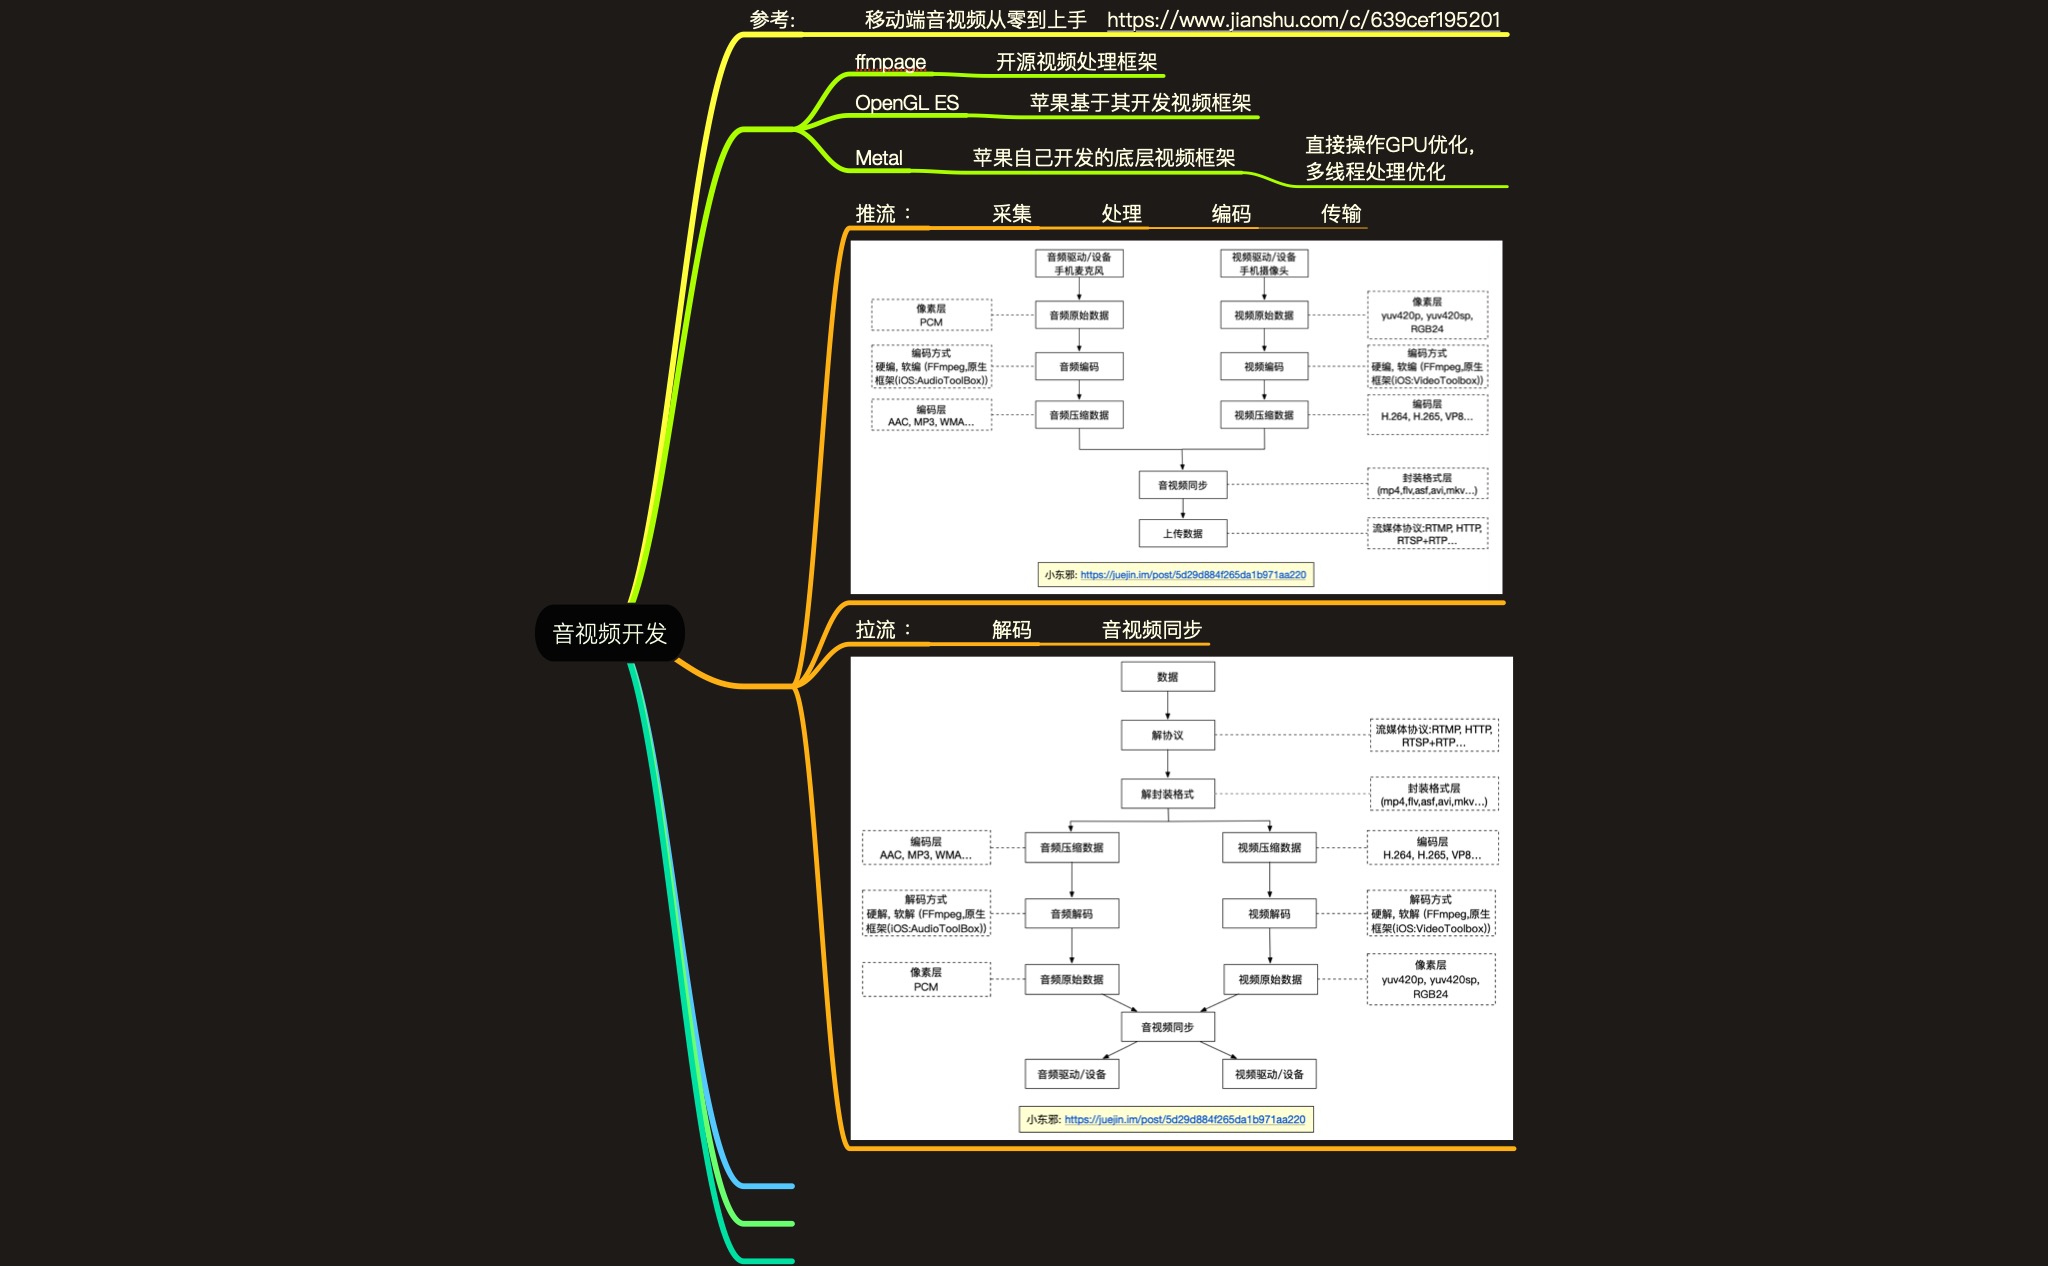 参考:
移动端音视频从零到上手 https://www.jianshu.com/c/639cef195201
ffmpage
开源视频处理框架
OpenGL ES
苹果基于其开发视频框架
Metal
苹果自己开发的底层视频框架
直接操作GPU优化,
多线程处理优化
推流：
采集
处理
编码
传输
音频驱动/设备
手机麦克风
视频驱动/设备
手机摄像头
像素层
PCM
音频原始数据
视频原始数据
像素层
yuv420p, yuv420sp,
RGB24
编码方式
硬编, 软编 (FFmpeg,原生
框架(iOS:AudioToolBox))
音频编码
视频编码
编码方式
硬编, 软编 (FFmpeg,原生
框架(iOS:VideoToolbox))
编码层
AAC, MP3, WMA...
音频压缩数据
视频压缩数据
编码层
H.264, H.265, VP8...
音视频同步
封装格式层
(mp4,flv,asf,avi,mkv...)
上传数据
流媒体协议:RTMP, HTTP,
RTSP+RTP...
小东邪: https://juejin.im/post/5d29d884f265da1b971aa220
音视频开发
拉流：
解码
音视频同步
数据
解协议
流媒体协议:RTMP, HTTP,
RTSP+RTP...
解封装格式
封装格式层
(mp4,flv,asf,avi,mkv...)
编码层
AAC, MP3, WMA...
音频压缩数据
视频压缩数据
编码层
H.264, H.265, VP8...
解码方式
硬解, 软解 (FFmpeg,原生
框架(iOS:AudioToolBox))
音频解码
视频解码
解码方式
硬解, 软解 (FFmpeg,原生
框架(iOS:VideoToolbox))
像素层
PCM
音频原始数据
视频原始数据
像素层
yuv420p, yuv420sp,
RGB24
音视频同步
音频驱动/设备
视频驱动/设备
小东邪: https://juejin.im/post/5d29d884f265da1b971aa220